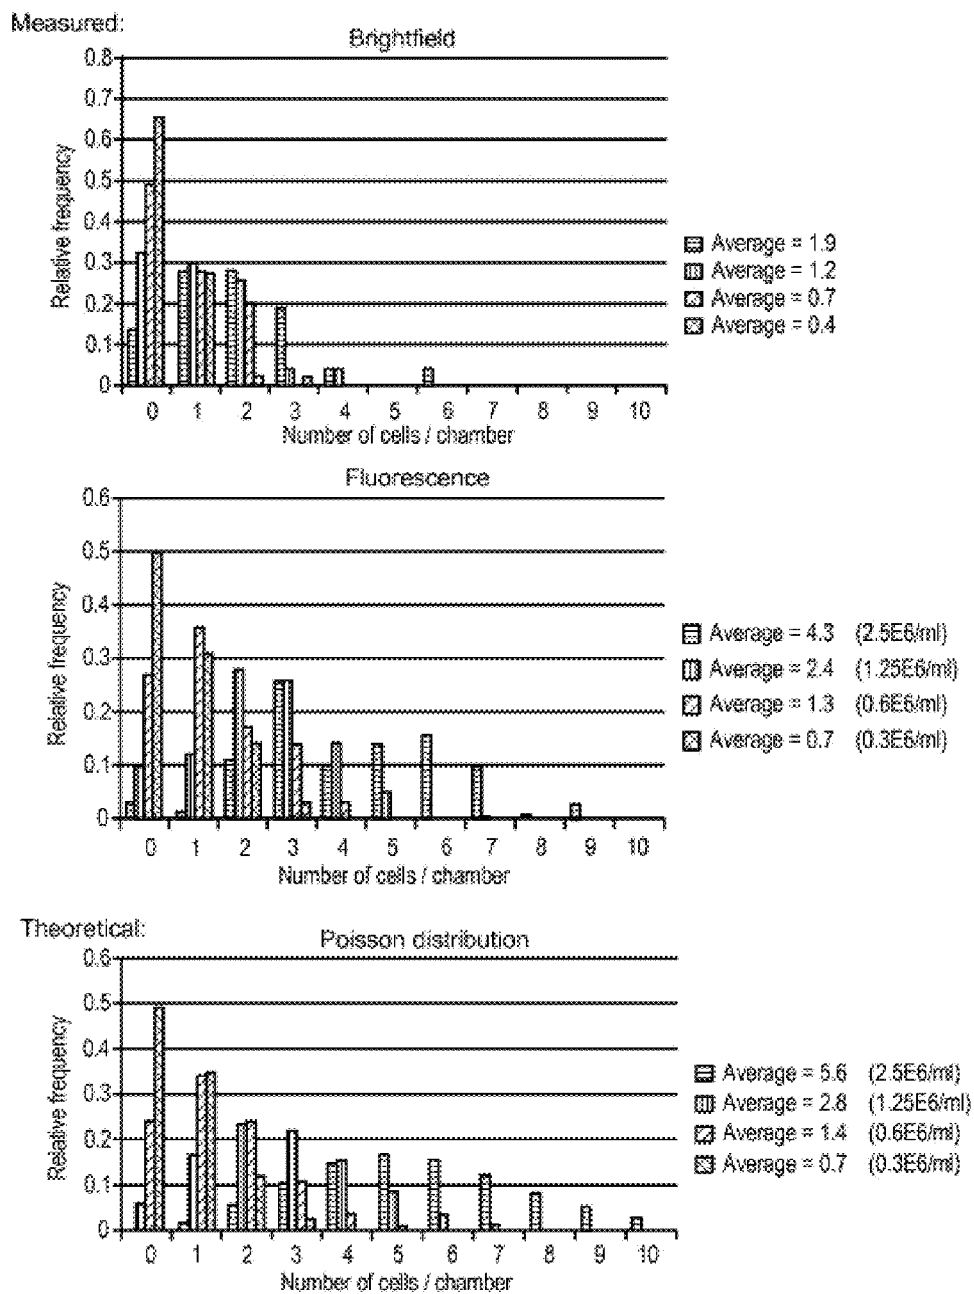 Measured:
Brightfield
0.8
0.7
0.6
0.5
0.4
0.3
0.2
0.1
0
Relative frequency
0 1 2 3 4 5 6 7 8 9 10
Number of cells / chamber
Average = 1.9
Average = 1.2
Average = 0.7
Average = 0.4
Fluorescence
0.6
0.5
0.4
0.3
0.2
0.1
0
Relative frequency
0 1 2 3 4 5 6 7 8 9 10
Number of cells / chamber
Average = 4.3 (2.5E6/ml)
Average = 2.4 (1.25E6/ml)
Average = 1.3 (0.6E6/ml)
Average = 0.7 (0.3E6/ml)
Theoretical:
Poisson distribution
0.6
0.5
0.4
0.3
0.2
0.1
0
Relative frequency
0 1 2 3 4 5 6 7 8 9 10
Number of cells / chamber
Average = 5.6 (2.5E6/ml)
Average = 2.8 (1.25E6/ml)
Average = 1.4 (0.6E6/ml)
Average = 0.7 (0.3E6/ml)